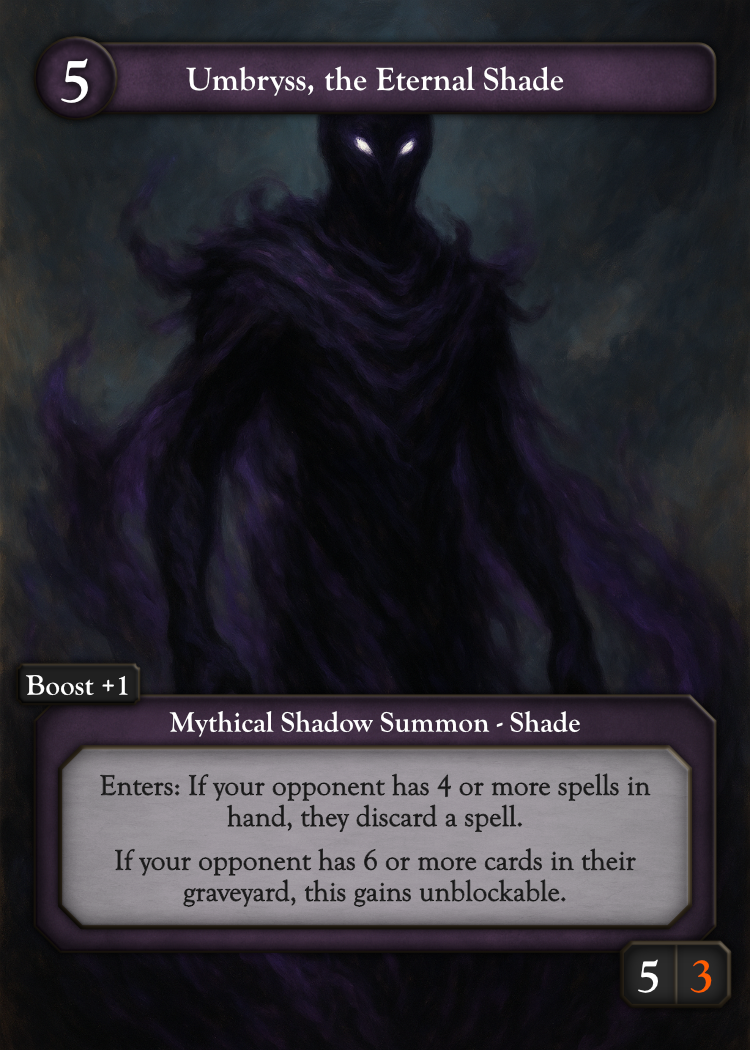 5
Umbryss, the Eternal Shade
Boost +1
Mythical Shadow Summon - Shade
Enters: If your opponent has 4 or more spells in
hand, they discard a spell.
If your opponent has 6 or more cards in their
graveyard, this gains unblockable.
5 3